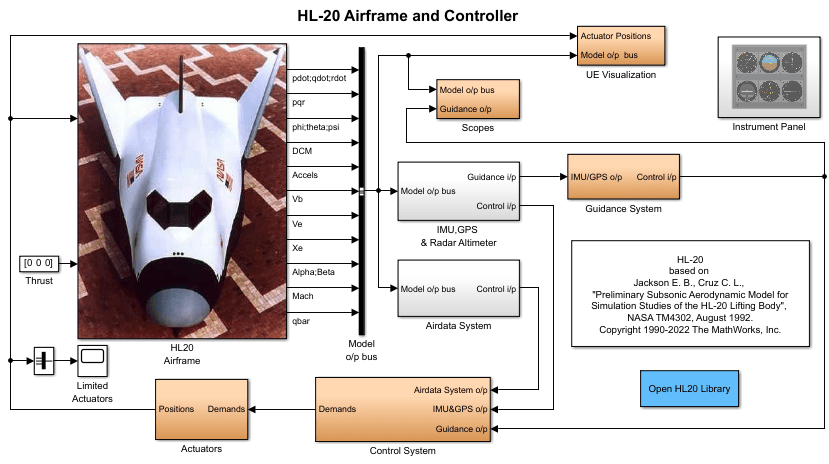 HL-20 Airframe and Controller
Actuator Positions
Model o/p bus
UE Visualization
Model o/p bus
Guidance o/p
Scopes
Instrument Panel
pdot;qdot;rdot
pqr
phi;theta;psi
DCM
Accels
Vb
Ve
Xe
Alpha;Beta
Mach
qbar
NASA
Model o/p bus
Guidance i/p
Control i/p
IMU,GPS
& Radar Altimeter
IMU/GPS o/p
Control i/p
Guidance System
[0 0 0]
Thrust
Model o/p bus
Control i/p
Airdata System
HL-20
based on
Jackson E. B., Cruz C. L.,
"Preliminary Subsonic Aerodynamic Model for
Simulation Studies of the HL-20 Lifting Body",
NASA TM4302, August 1992.
Copyright 1990-2022 The MathWorks, Inc.
HL20
Airframe
Model
o/p bus
Limited
Actuators
Open HL20 Library
Positions
Demands
Actuators
Demands
Airdata System o/p
IMU&GPS o/p
Guidance o/p
Control System